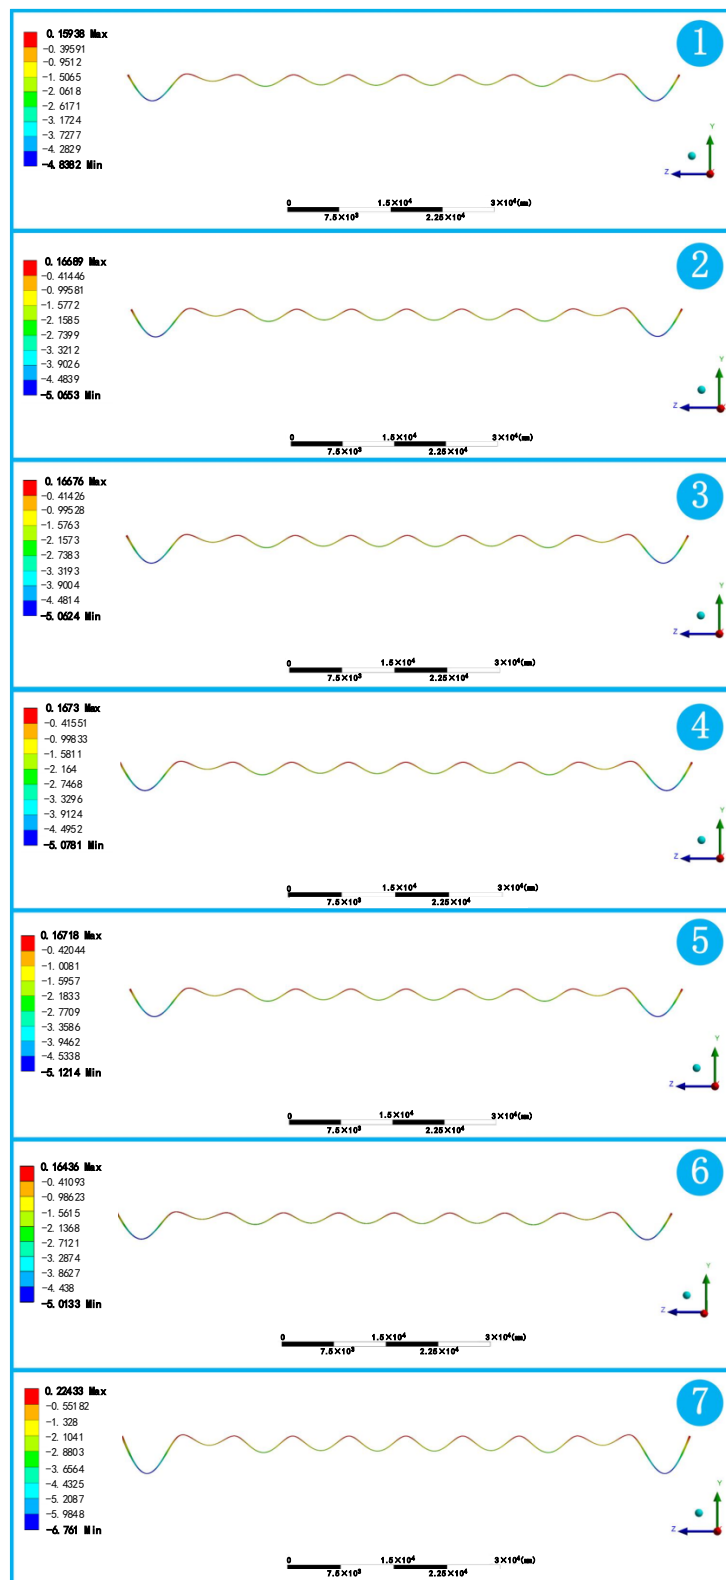 1
0.15938 Max
-0.39591
-0.9512
-1.5065
-2.0618
-2.6171
-3.1724
-3.7277
-4.2829
-4.8382 Min
Y
Z
0 1.5×10⁴ 3×10⁴(mm)
7.5×10³ 2.25×10⁴
2
0.16689 Max
-0.41446
-0.99581
-1.5772
-2.1585
-2.7399
-3.3212
-3.9026
-4.4839
-5.0653 Min
Y
Z
0 1.5×10⁴ 3×10⁴(mm)
7.5×10³ 2.25×10⁴
3
0.16676 Max
-0.41426
-0.99528
-1.5763
-2.1573
-2.7383
-3.3193
-3.9004
-4.4814
-5.0624 Min
Y
Z
0 1.5×10⁴ 3×10⁴(mm)
7.5×10³ 2.25×10⁴
4
0.1673 Max
-0.41551
-0.99833
-1.5811
-2.164
-2.7468
-3.3296
-3.9124
-4.4952
-5.0781 Min
Y
Z
0 1.5×10⁴ 3×10⁴(mm)
7.5×10³ 2.25×10⁴
5
0.16718 Max
-0.42044
-1.0081
-1.5957
-2.1833
-2.7709
-3.3586
-3.9462
-4.5338
-5.1214 Min
Y
Z
0 1.5×10⁴ 3×10⁴(mm)
7.5×10³ 2.25×10⁴
6
0.16436 Max
-0.41093
-0.98623
-1.5615
-2.1368
-2.7121
-3.2874
-3.8627
-4.438
-5.0133 Min
Y
Z
0 1.5×10⁴ 3×10⁴(mm)
7.5×10³ 2.25×10⁴
7
0.22433 Max
-0.55182
-1.328
-2.1041
-2.8803
-3.6564
-4.4325
-5.2087
-5.9848
-6.761 Min
Y
Z
0 1.5×10⁴ 3×10⁴(mm)
7.5×10³ 2.25×10⁴